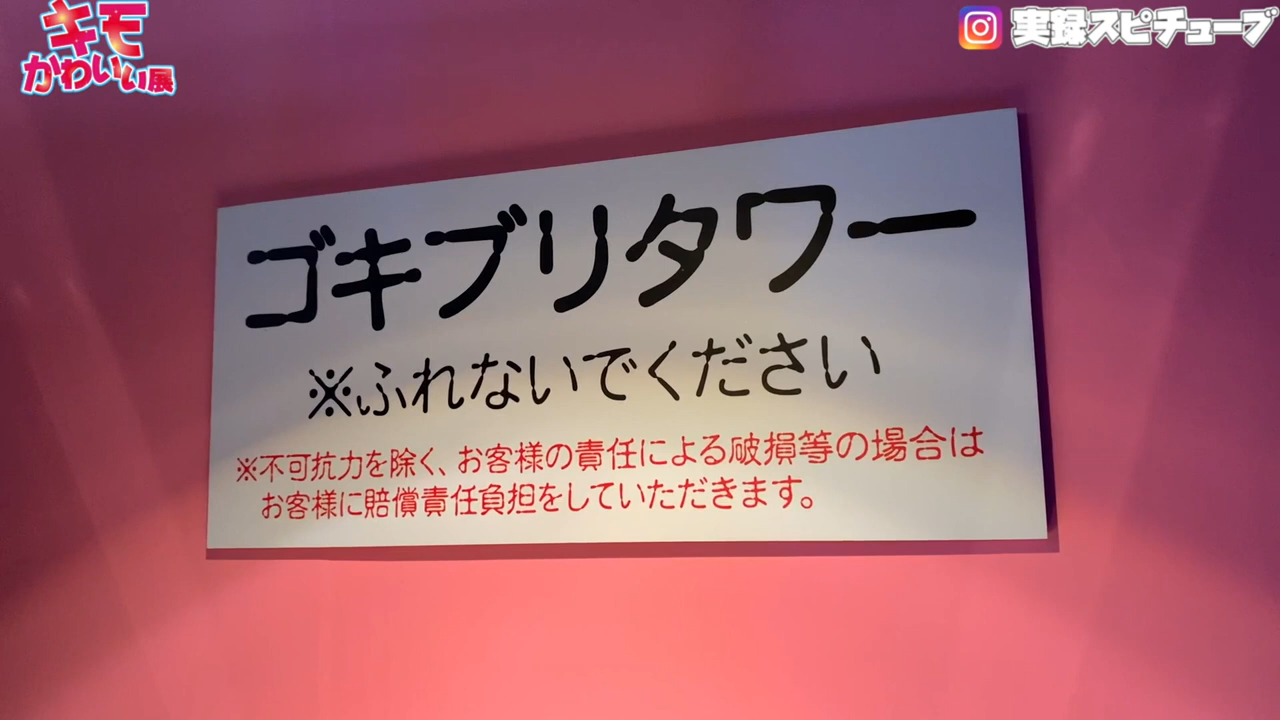 キモ
かわいい展
実録スピチューブ
ゴキブリタワー
※ふれないでください
※不可抗力を除く、お客様の責任による破損等の場合は
お客様に賠償責任負担をしていただきます。